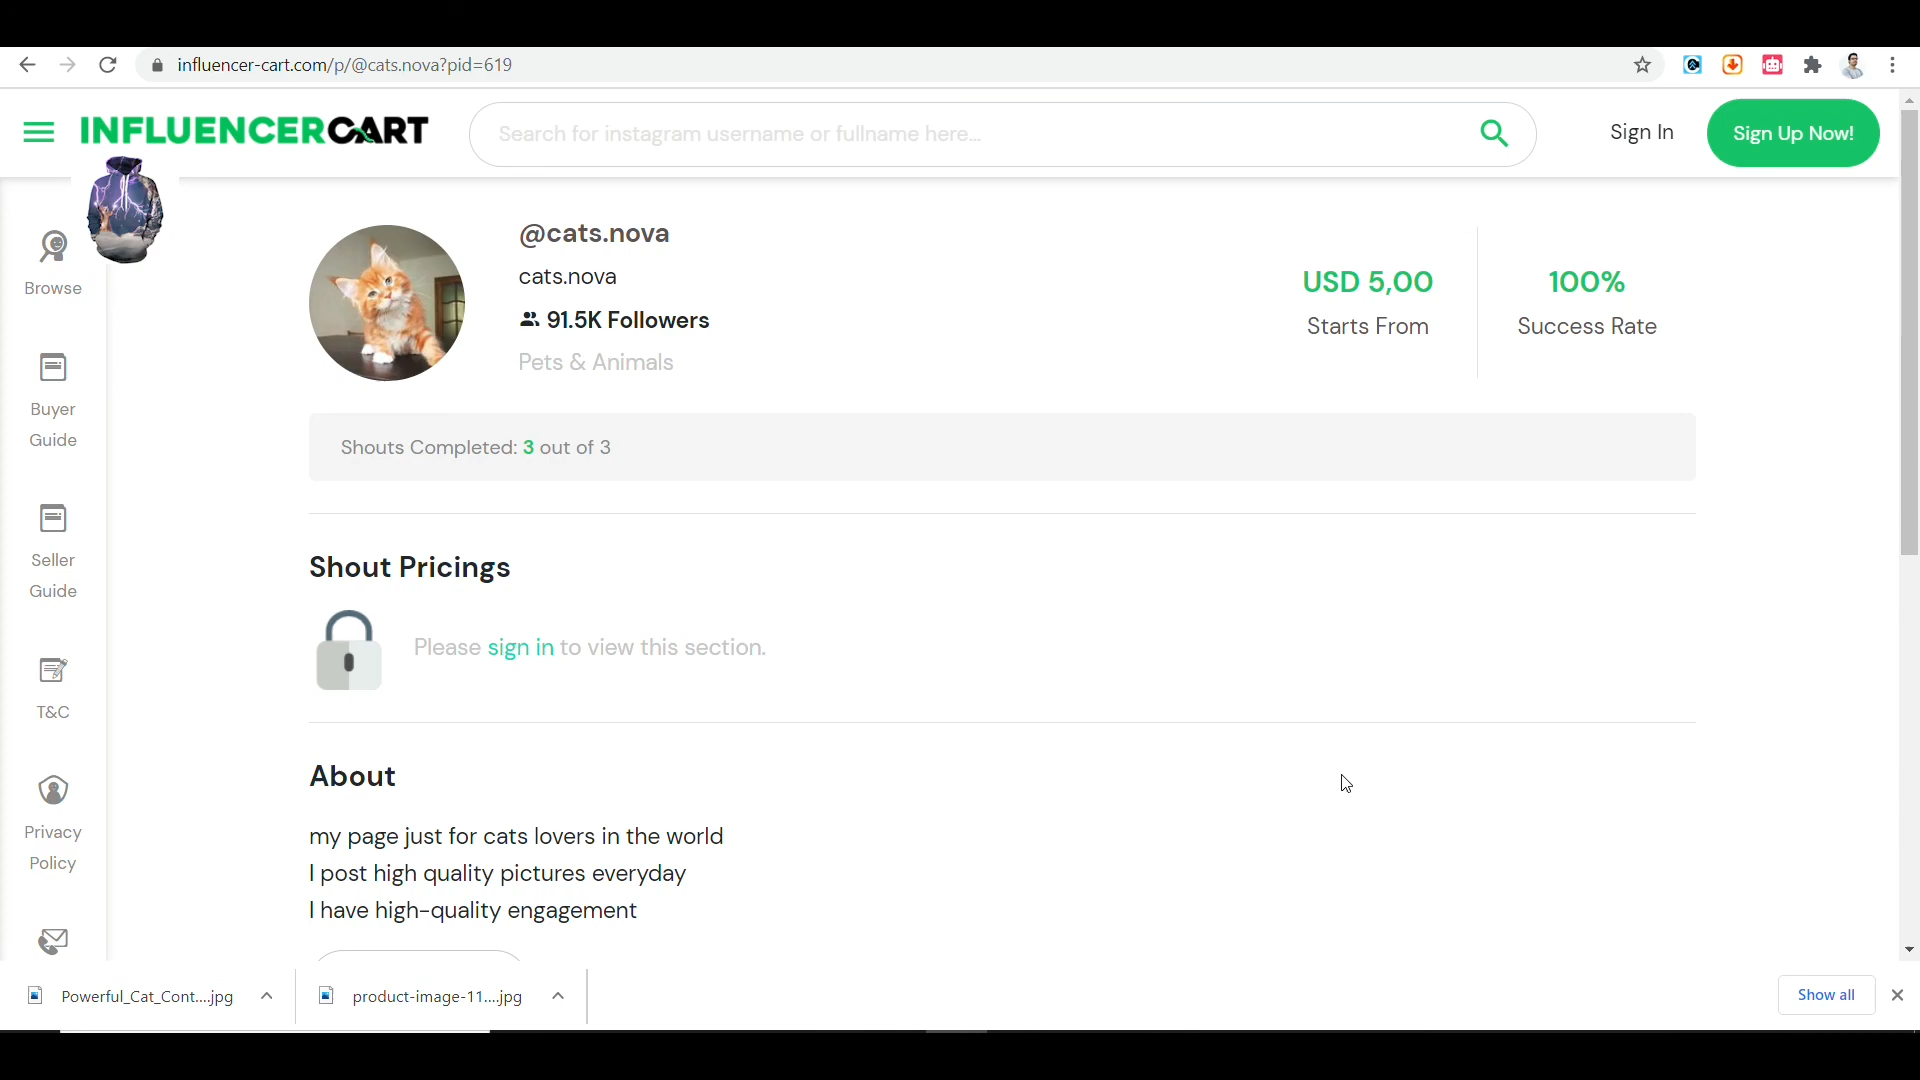 influencer-cart.com/p/@cats.nova?pid=619
INFLUENCERCART
Search for instagram username or fullname here...
Sign In
Sign Up Now!
Browse
Buyer
Guide
Seller
Guide
T&C
Privacy
Policy
@cats.nova
cats.nova
91.5K Followers
Pets & Animals
USD 5,00
Starts From
100%
Success Rate
Shouts Completed: 3 out of 3
Shout Pricings
Please sign in to view this section.
About
my page just for cats lovers in the world
I post high quality pictures everyday
I have high-quality engagement
Powerful_Cat_Cont....jpg
product-image-11....jpg
Show all